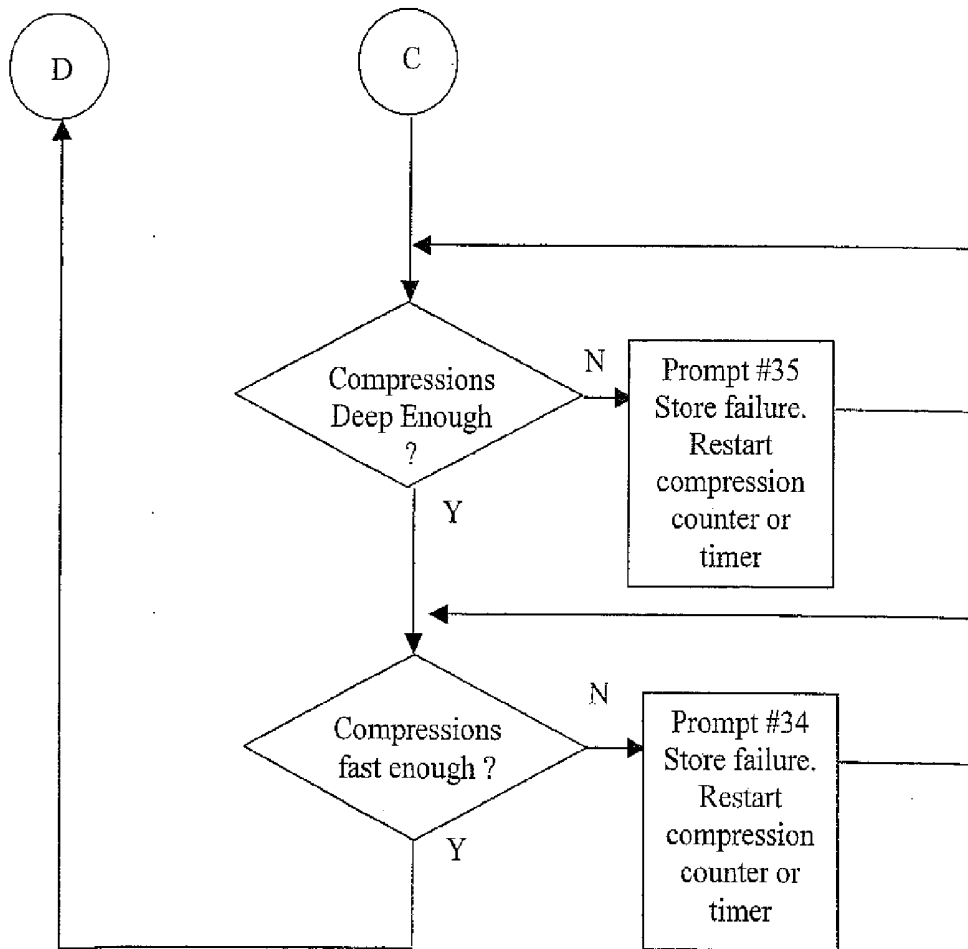 D
C
Compressions
Deep Enough
?
N
Prompt #35
Store failure.
Restart
compression
counter or
timer
Y
Compressions
fast enough ?
N
Prompt #34
Store failure.
Restart
compression
counter or
timer
Y